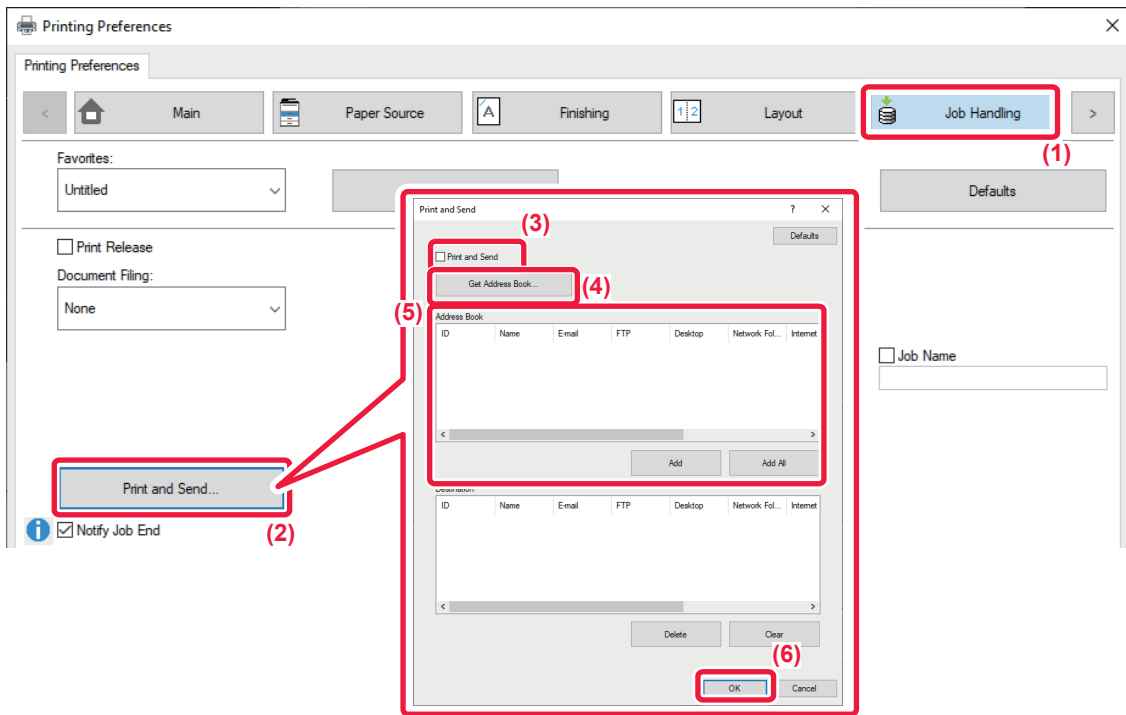 Printing Preferences
Printing Preferences
< Main Paper Source Finishing Layout Job Handling >
(1)
Favorites:
Untitled
Defaults
Print Release
Document Filing:
None
Job Name
Print and Send...
(2)
Notify Job End
Print and Send ? ×
Defaults
(3)
Print and Send
Get Address Book...
(4)
(5)
Address Book
ID Name E-mail FTP Desktop Network Fol... Internet
< >
Add Add All
Destination
ID Name E-mail FTP Desktop Network Fol... Internet
< >
Delete Clear
(6)
OK Cancel